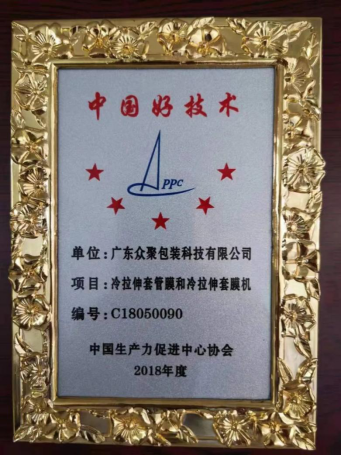 中国好技术
PPC
单位:广东众聚包装科技有限公司
项目:冷拉伸套管膜和冷拉伸套膜机
编号:C18050090
中国生产力促进中心协会
2018年度